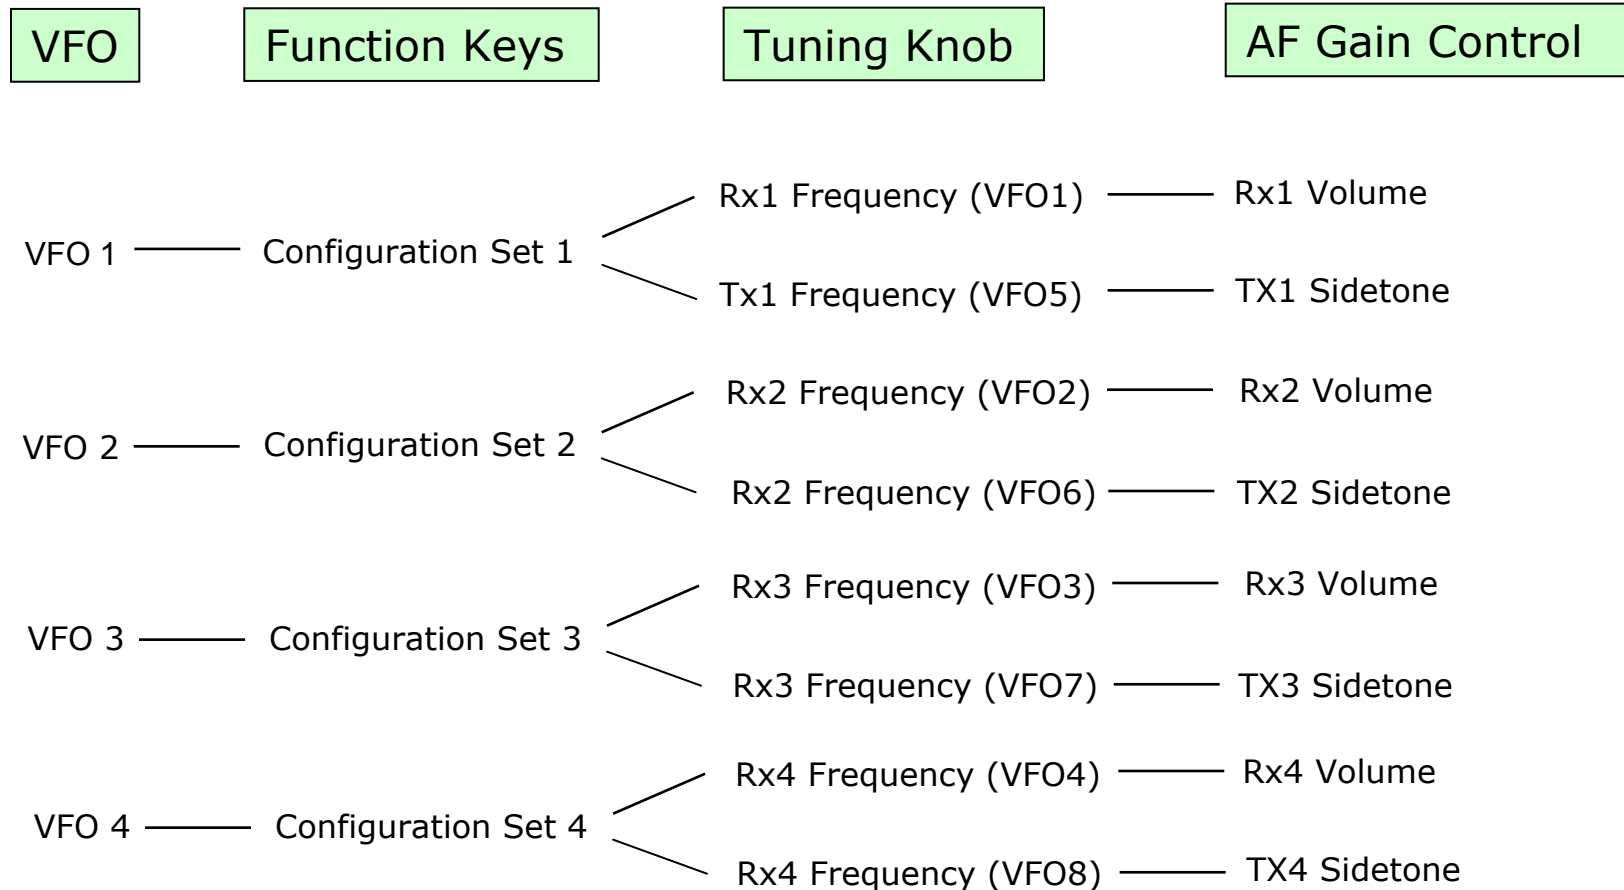 VFO
Function Keys
Tuning Knob
AF Gain Control
Rx1 Frequency (VFO1)
Rx1 Volume
VFO 1
Configuration Set 1
Tx1 Frequency (VFO5)
TX1 Sidetone
Rx2 Frequency (VFO2)
Rx2 Volume
VFO 2
Configuration Set 2
Rx2 Frequency (VFO6)
TX2 Sidetone
Rx3 Frequency (VFO3)
Rx3 Volume
VFO 3
Configuration Set 3
Rx3 Frequency (VFO7)
TX3 Sidetone
Rx4 Frequency (VFO4)
Rx4 Volume
VFO 4
Configuration Set 4
Rx4 Frequency (VFO8)
TX4 Sidetone